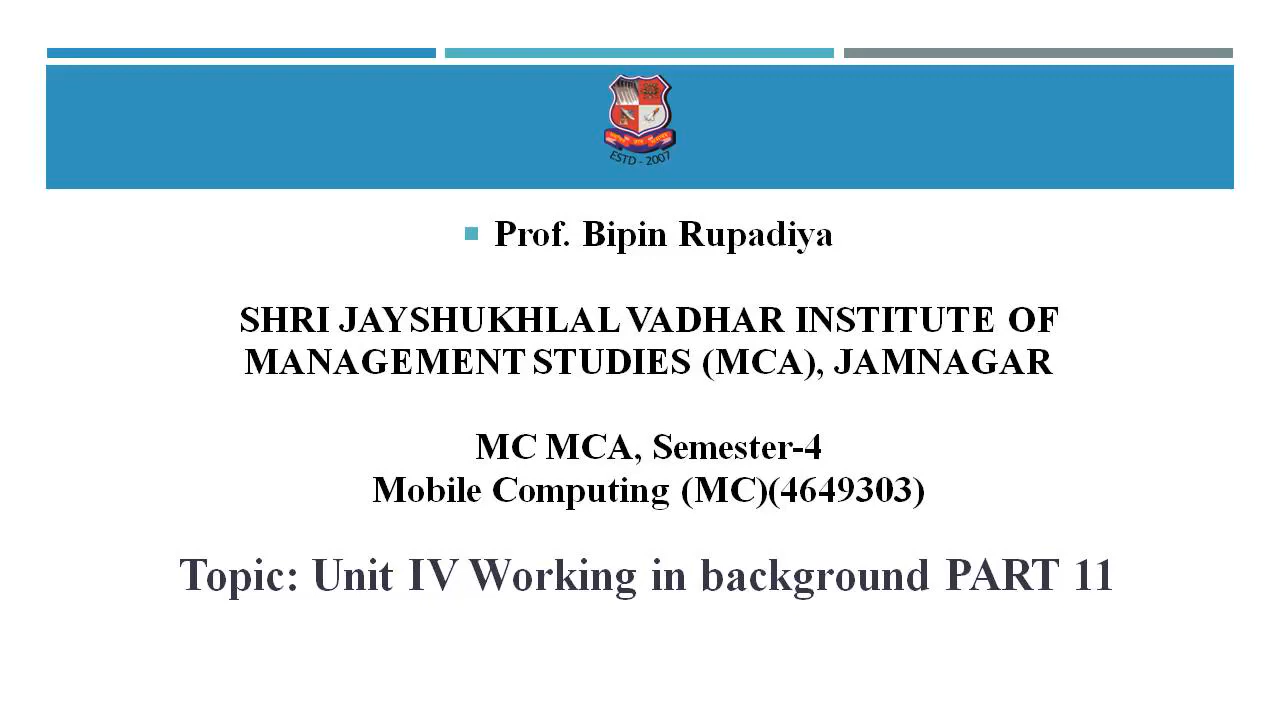 ESTD - 2007
Prof. Bipin Rupadiya
SHRI JAYSHUKHLAL VADHAR INSTITUTE OF
MANAGEMENT STUDIES (MCA), JAMNAGAR
MC MCA, Semester-4
Mobile Computing (MC)(4649303)
Topic: Unit IV Working in background PART 11